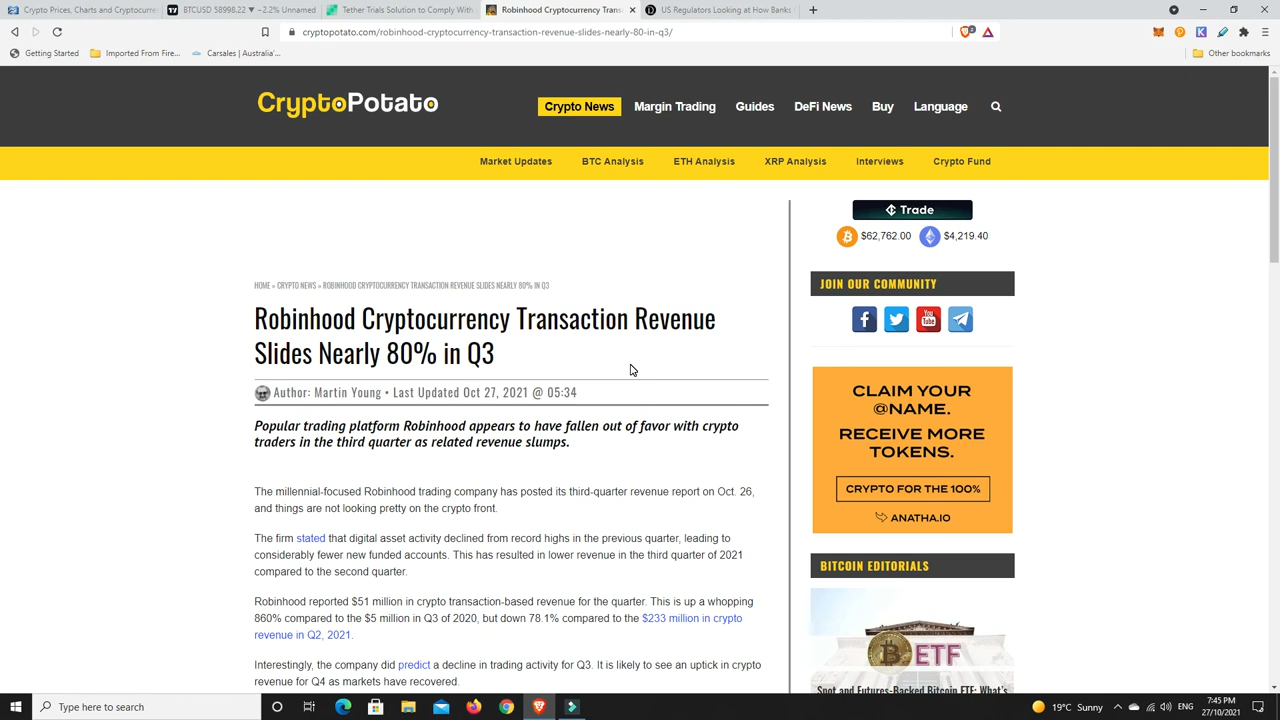 Crypto Prices, Charts and Cryptocurr
BTCUSD 58998.22 ▼ −2.2% Unnamed
Tether Trials Solution to Comply With
Robinhood Cryptocurrency Trans
US Regulators Looking at How Banks
cryptopotato.com/robinhood-cryptocurrency-transaction-revenue-slides-nearly-80-in-q3/
Getting Started
Imported From Fire...
Carsales | Australia'...
Other bookmarks
CryptoPotato
Crypto News
Margin Trading
Guides
DeFi News
Buy
Language
Market Updates
BTC Analysis
ETH Analysis
XRP Analysis
Interviews
Crypto Fund
Trade
$62,762.00
$4,219.40
HOME » CRYPTO NEWS » ROBINHOOD CRYPTOCURRENCY TRANSACTION REVENUE SLIDES NEARLY 80% IN Q3
Robinhood Cryptocurrency Transaction Revenue
Slides Nearly 80% in Q3
Author: Martin Young • Last Updated Oct 27, 2021 @ 05:34
Popular trading platform Robinhood appears to have fallen out of favor with crypto
traders in the third quarter as related revenue slumps.
The millennial-focused Robinhood trading company has posted its third-quarter revenue report on Oct. 26,
and things are not looking pretty on the crypto front.
The firm stated that digital asset activity declined from record highs in the previous quarter, leading to
considerably fewer new funded accounts. This has resulted in lower revenue in the third quarter of 2021
compared to the second quarter.
Robinhood reported $51 million in crypto transaction-based revenue for the quarter. This is up a whopping
860% compared to the $5 million in Q3 of 2020, but down 78.1% compared to the $233 million in crypto
revenue in Q2, 2021.
Interestingly, the company did predict a decline in trading activity for Q3. It is likely to see an uptick in crypto
revenue for Q4 as markets have recovered.
JOIN OUR COMMUNITY
You
Tube
CLAIM YOUR
@NAME.
RECEIVE MORE
TOKENS.
CRYPTO FOR THE 100%
ANATHA.IO
BITCOIN EDITORIALS
ETF
Spot and Futures-Backed Bitcoin ETF: What's
Type here to search
19°C Sunny
ENG
7:45 PM
27/10/2021